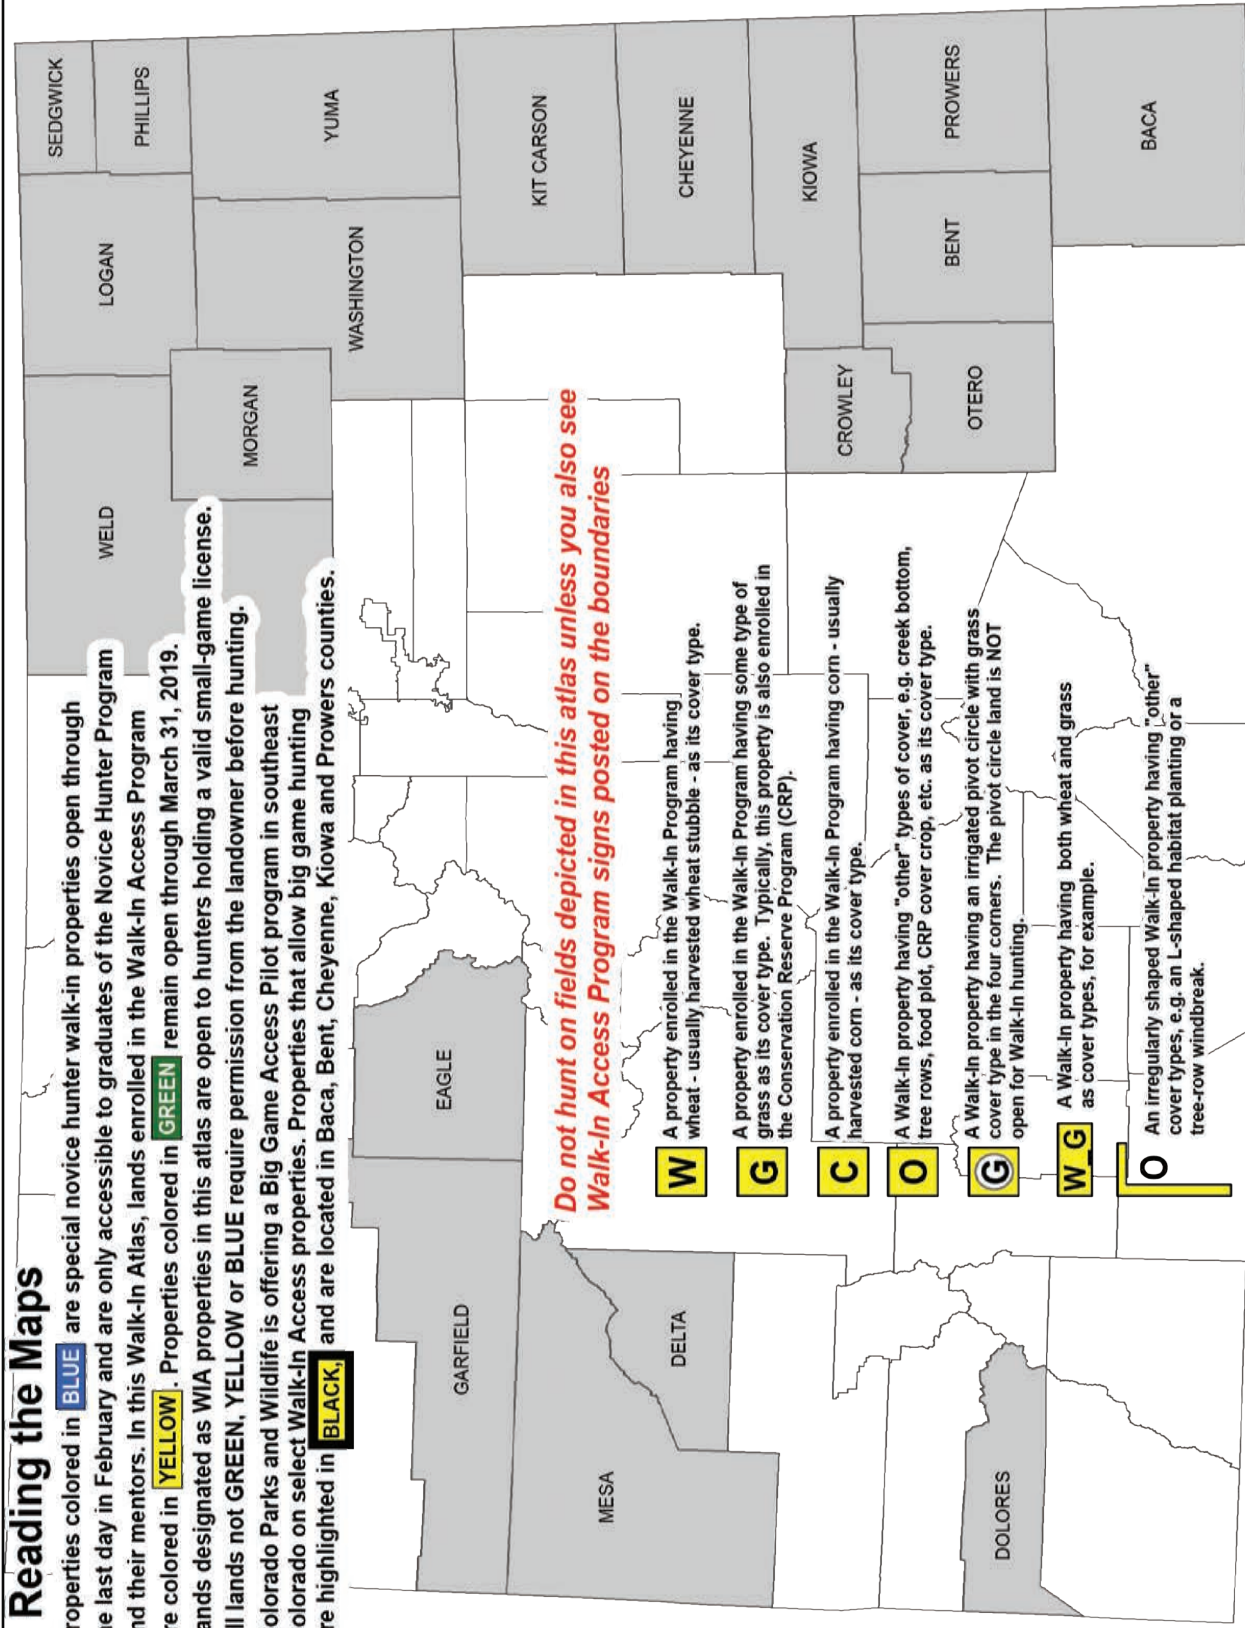 Reading the Maps
roperties colored in BLUE are special novice hunter walk-in properties open through
e last day in February and are only accessible to graduates of the Novice Hunter Program
nd their mentors. In this Walk-In Atlas, lands enrolled in the Walk-In Access Program
re colored in YELLOW . Properties colored in GREEN remain open through March 31, 2019.
ands designated as WIA properties in this atlas are open to hunters holding a valid small-game license.
ll lands not GREEN, YELLOW or BLUE require permission from the landowner before hunting.
olorado Parks and Wildlife is offering a Big Game Access Pilot program in southeast
olorado on select Walk-In Access properties. Properties that allow big game hunting
re highlighted in BLACK, and are located in Baca, Bent, Cheyenne, Kiowa and Prowers counties.
Do not hunt on fields depicted in this atlas unless you also see
Walk-In Access Program signs posted on the boundaries
W
A property enrolled in the Walk-In Program having
wheat - usually harvested wheat stubble - as its cover type.
G
A property enrolled in the Walk-In Program having some type of
grass as its cover type. Typically, this property is also enrolled in
the Conservation Reserve Program (CRP).
C
A property enrolled in the Walk-In Program having corn - usually
harvested corn - as its cover type.
O
A Walk-In property having "other" types of cover, e.g. creek bottom,
tree rows, food plot, CRP cover crop, etc. as its cover type.
G
A Walk-In property having an irrigated pivot circle with grass
cover type in the four corners. The pivot circle land is NOT
open for Walk-In hunting.
W_G
A Walk-In property having both wheat and grass
as cover types, for example.
O
An irregularly shaped Walk-In property having "other"
cover types, e.g. an L-shaped habitat planting or a
tree-row windbreak.
SEDGWICK
LOGAN
WELD
PHILLIPS
MORGAN
YUMA
WASHINGTON
EAGLE
GARFIELD
KIT CARSON
MESA
DELTA
CHEYENNE
KIOWA
CROWLEY
PROWERS
BENT
OTERO
DOLORES
BACA